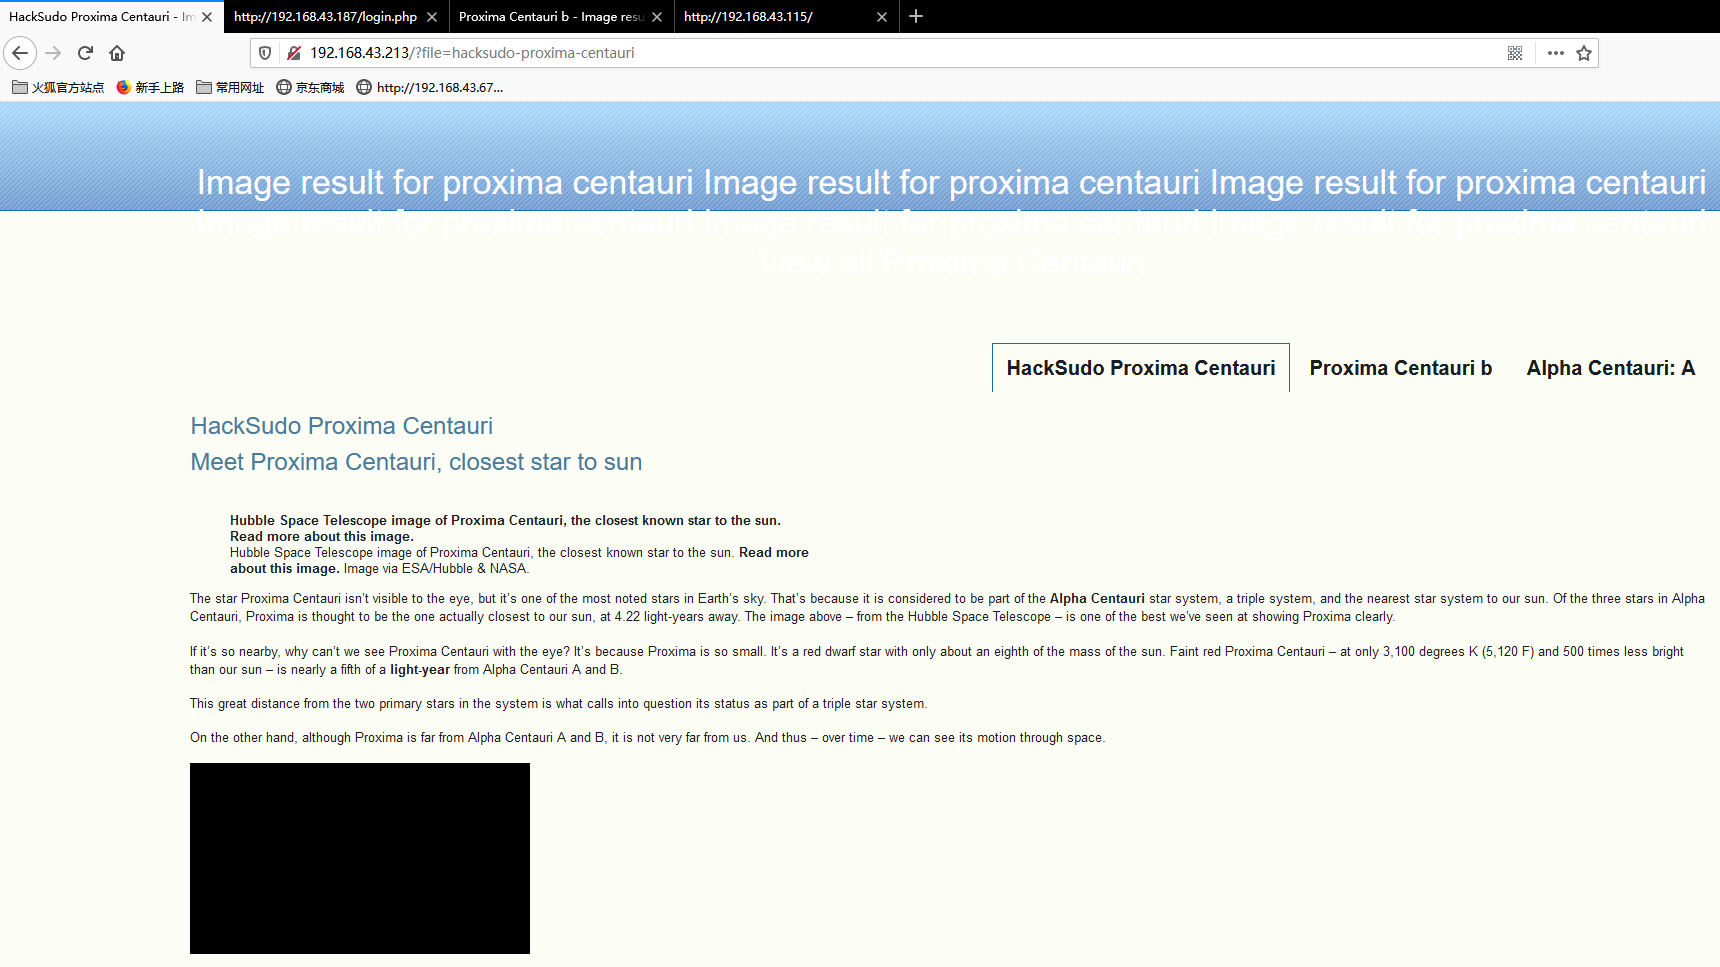 HackSudo Proxima Centauri - Im
http://192.168.43.187/login.php
Proxima Centauri b - Image resu
http://192.168.43.115/
192.168.43.213/?file=hacksudo-proxima-centauri
火狐官方站点 新手上路 常用网址 京东商城 http://192.168.43.67...
Image result for proxima centauri Image result for proxima centauri Image result for proxima centauri
Image result for proxima centauri Image result for proxima centauri Image result for proxima centauri
View all Proxima Centauri
HackSudo Proxima Centauri Proxima Centauri b Alpha Centauri: A
HackSudo Proxima Centauri
Meet Proxima Centauri, closest star to sun
Hubble Space Telescope image of Proxima Centauri, the closest known star to the sun.
Read more about this image.
Hubble Space Telescope image of Proxima Centauri, the closest known star to the sun. Read more
about this image. Image via ESA/Hubble & NASA.
The star Proxima Centauri isn’t visible to the eye, but it’s one of the most noted stars in Earth’s sky. That’s because it is considered to be part of the Alpha Centauri star system, a triple system, and the nearest star system to our sun. Of the three stars in Alpha
Centauri, Proxima is thought to be the one actually closest to our sun, at 4.22 light-years away. The image above – from the Hubble Space Telescope – is one of the best we’ve seen at showing Proxima clearly.
If it’s so nearby, why can’t we see Proxima Centauri with the eye? It’s because Proxima is so small. It’s a red dwarf star with only about an eighth of the mass of the sun. Faint red Proxima Centauri – at only 3,100 degrees K (5,120 F) and 500 times less bright
than our sun – is nearly a fifth of a light-year from Alpha Centauri A and B.
This great distance from the two primary stars in the system is what calls into question its status as part of a triple star system.
On the other hand, although Proxima is far from Alpha Centauri A and B, it is not very far from us. And thus – over time – we can see its motion through space.